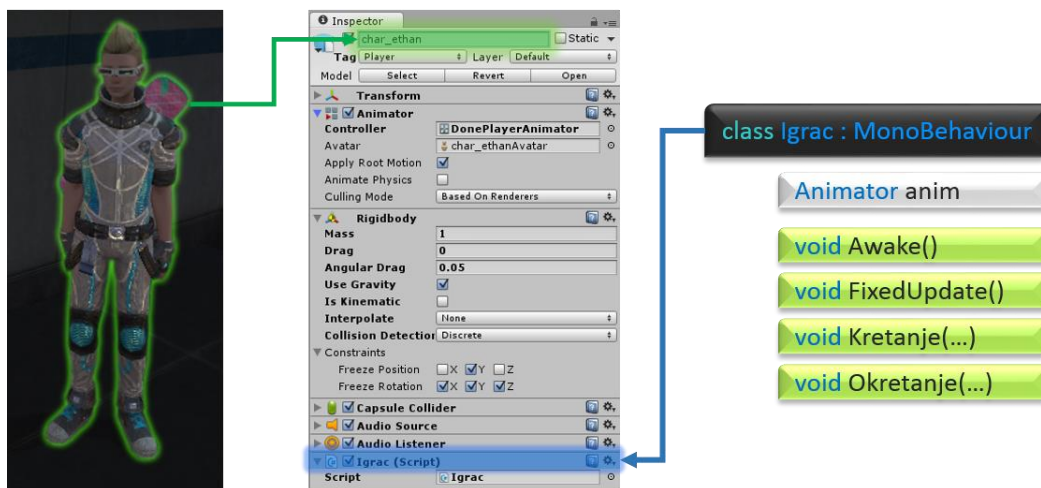 Inspector
char_ethan Static
Tag Player Layer Default
Model Select Revert Open
Transform
Animator
Controller DonePlayerAnimator
Avatar char_ethanAvatar
Apply Root Motion
Animate Physics
Culling Mode Based On Renderers
Rigidbody
Mass 1
Drag 0
Angular Drag 0.05
Use Gravity
Is Kinematic
Interpolate None
Collision Detection Discrete
Constraints
Freeze Position X Y Z
Freeze Rotation X Y Z
Capsule Collider
Audio Source
Audio Listener
Igrac (Script)
Script Igrac
class Igrac : MonoBehaviour
Animator anim
void Awake()
void FixedUpdate()
void Kretanje(...)
void Okretanje(...)